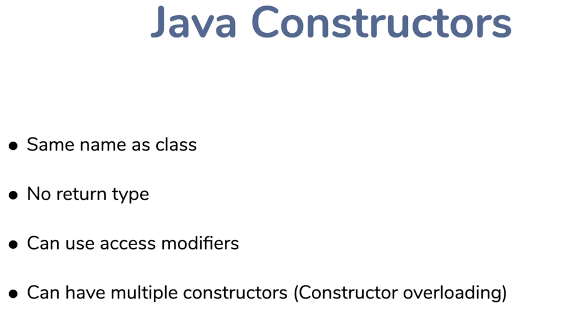 Java Constructors
● Same name as class
● No return type
● Can use access modifiers
● Can have multiple constructors (Constructor overloading)